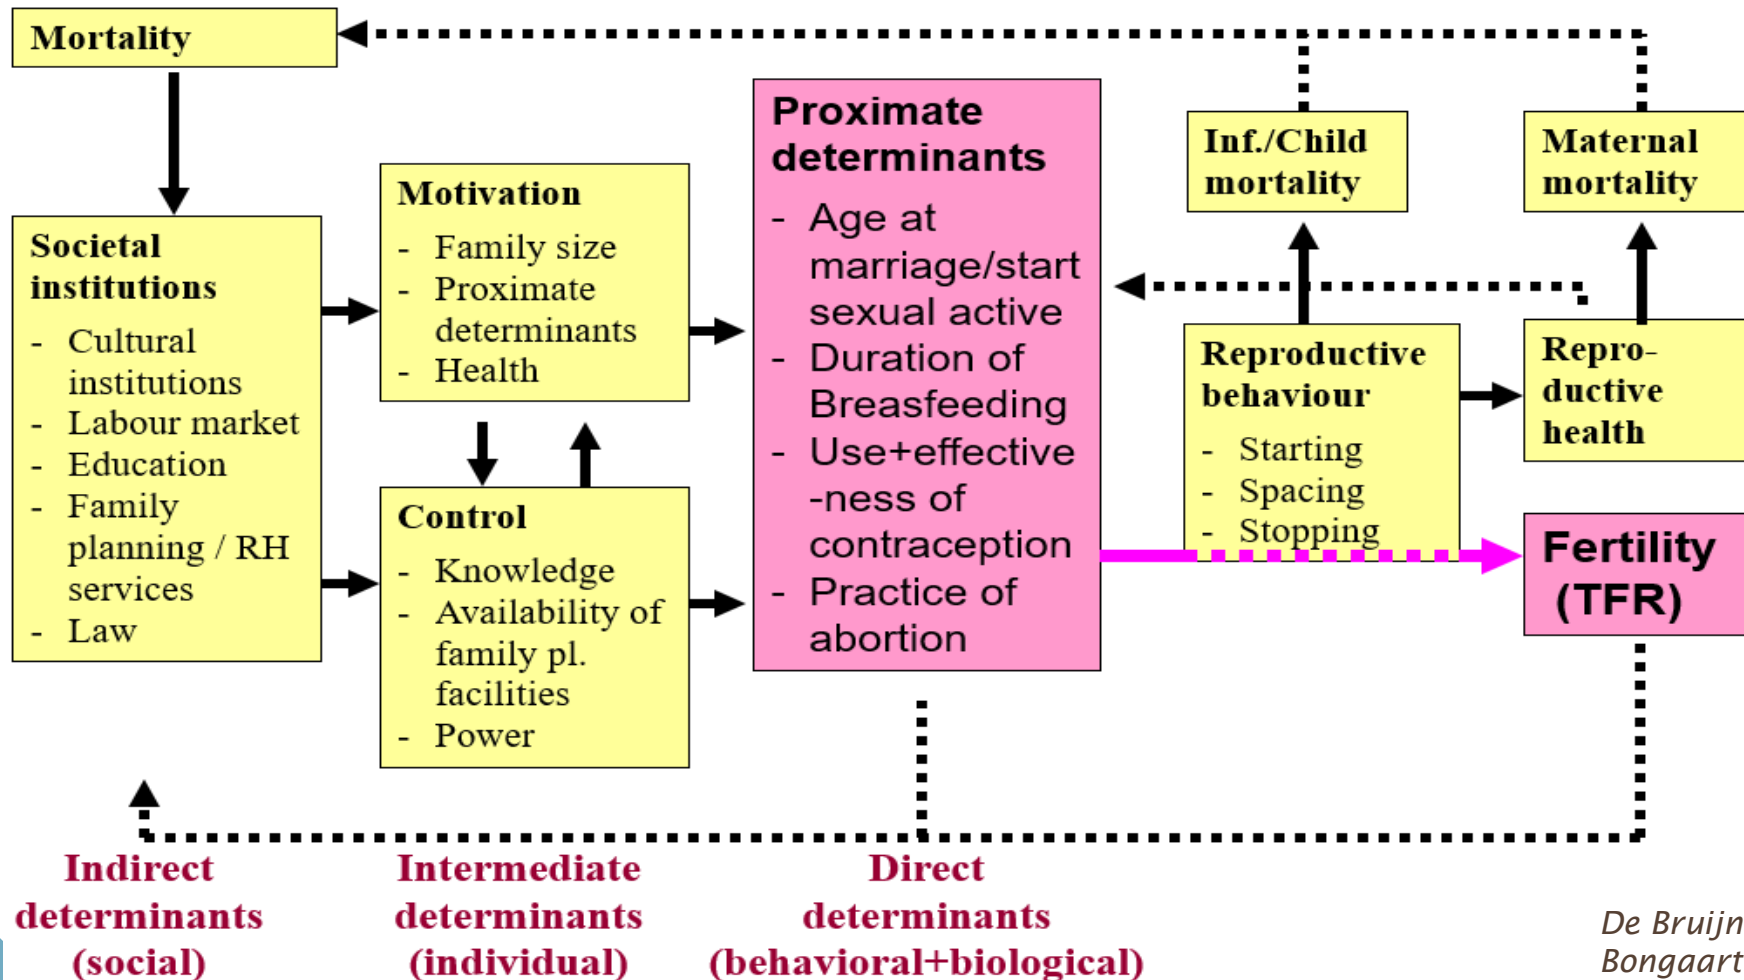 Mortality
Societal
institutions
- Cultural
institutions
- Labour market
- Education
- Family
planning / RH
services
- Law
Motivation
- Family size
- Proximate
determinants
- Health
Control
- Knowledge
- Availability of
family pl.
facilities
- Power
Proximate
determinants
- Age at
marriage/start
sexual active
- Duration of
Breasfeeding
- Use+effective
-ness of
contraception
- Practice of
abortion
Inf./Child
mortality
Maternal
mortality
Reproductive
behaviour
- Starting
- Spacing
- Stopping
Repro-
ductive
health
Fertility
(TFR)
Indirect
determinants
(social)
Intermediate
determinants
(individual)
Direct
determinants
(behavioral+biological)
De Bruijn
Bongaart